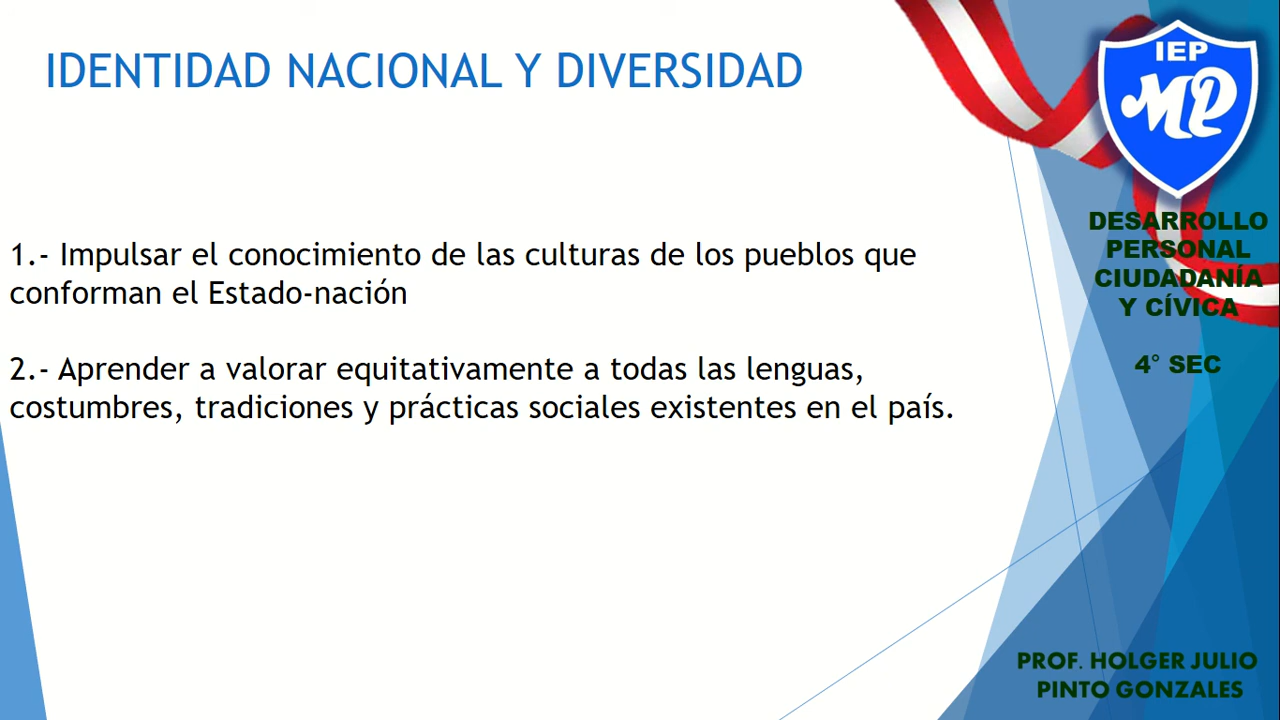 IDENTIDAD NACIONAL Y DIVERSIDAD
1.- Impulsar el conocimiento de las culturas de los pueblos que
conforman el Estado-nación
2.- Aprender a valorar equitativamente a todas las lenguas,
costumbres, tradiciones y prácticas sociales existentes en el país.
IEP
MP
DESARROLLO
PERSONAL
CIUDADANÍA
Y CÍVICA
4° SEC
PROF. HOLGER JULIO
PINTO GONZALES